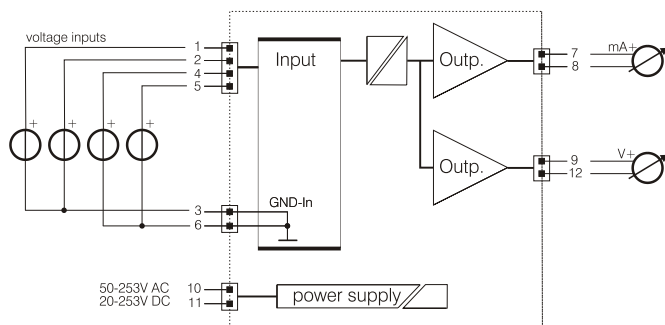 voltage inputs
1
2
4
5
+ + + +
3
6
Input
GND-In
Outp.
Outp.
7
8
mA+
9
12
V+
50-253V AC 10
20-253V DC 11
power supply